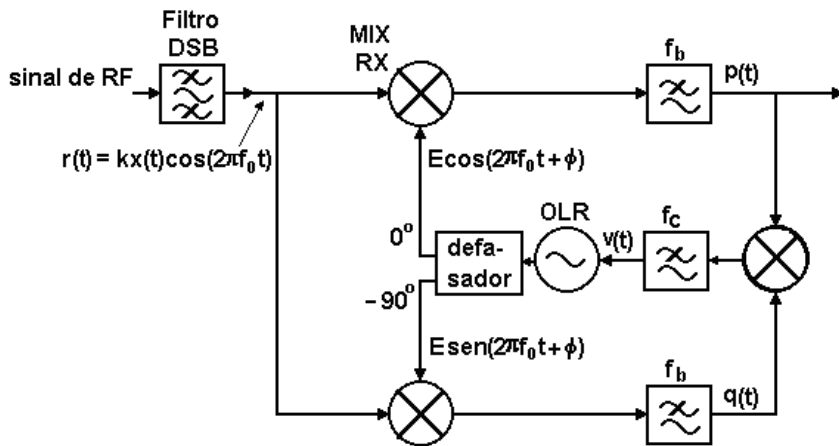 Filtro
DSB
MIX
RX
f_b
p(t)
sinal de RF
r(t) = kx(t)cos(2πf₀t)
Ecos(2πf₀t+ϕ)
OLR
0°
defa-
sador
v(t)
f_c
−90°
Esen(2πf₀t+ϕ)
f_b
q(t)